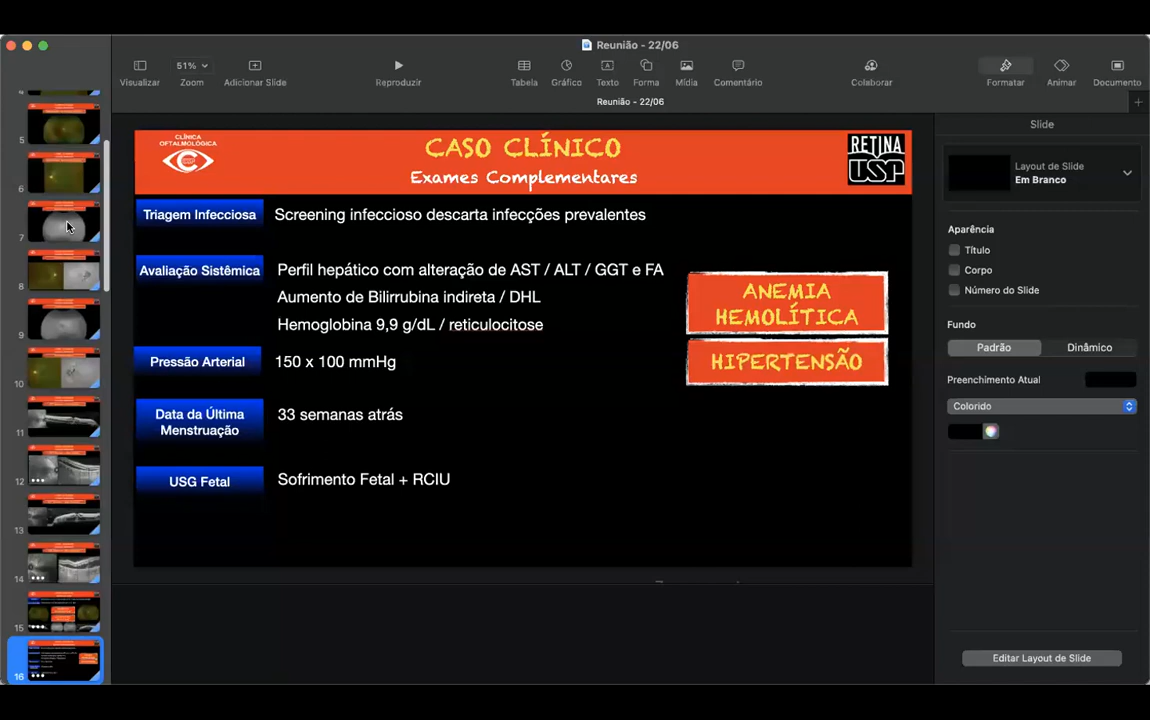 Reunião - 22/06
51%
Visualizar
Zoom
Adicionar Slide
Reproduzir
Tabela
Gráfico
Texto
Forma
Mídia
Comentário
Colaborar
Formatar
Animar
Documento
Reunião - 22/06
CLÍNICA
OFTALMOLÓGICA
CASO CLÍNICO
Exames Complementares
RETINA
USP
Triagem Infecciosa
Screening infeccioso descarta infecções prevalentes
Avaliação Sistêmica
Perfil hepático com alteração de AST / ALT / GGT e FA
Aumento de Bilirrubina indireta / DHL
Hemoglobina 9,9 g/dL / reticulocitose
ANEMIA
HEMOLÍTICA
Pressão Arterial
150 x 100 mmHg
HIPERTENSÃO
Data da Última
Menstruação
33 semanas atrás
USG Fetal
Sofrimento Fetal + RCIU
5
6
7
8
9
10
11
12
13
14
15
16
Slide
Layout de Slide
Em Branco
Aparência
Título
Corpo
Número do Slide
Fundo
Padrão
Dinâmico
Preenchimento Atual
Colorido
Editar Layout de Slide